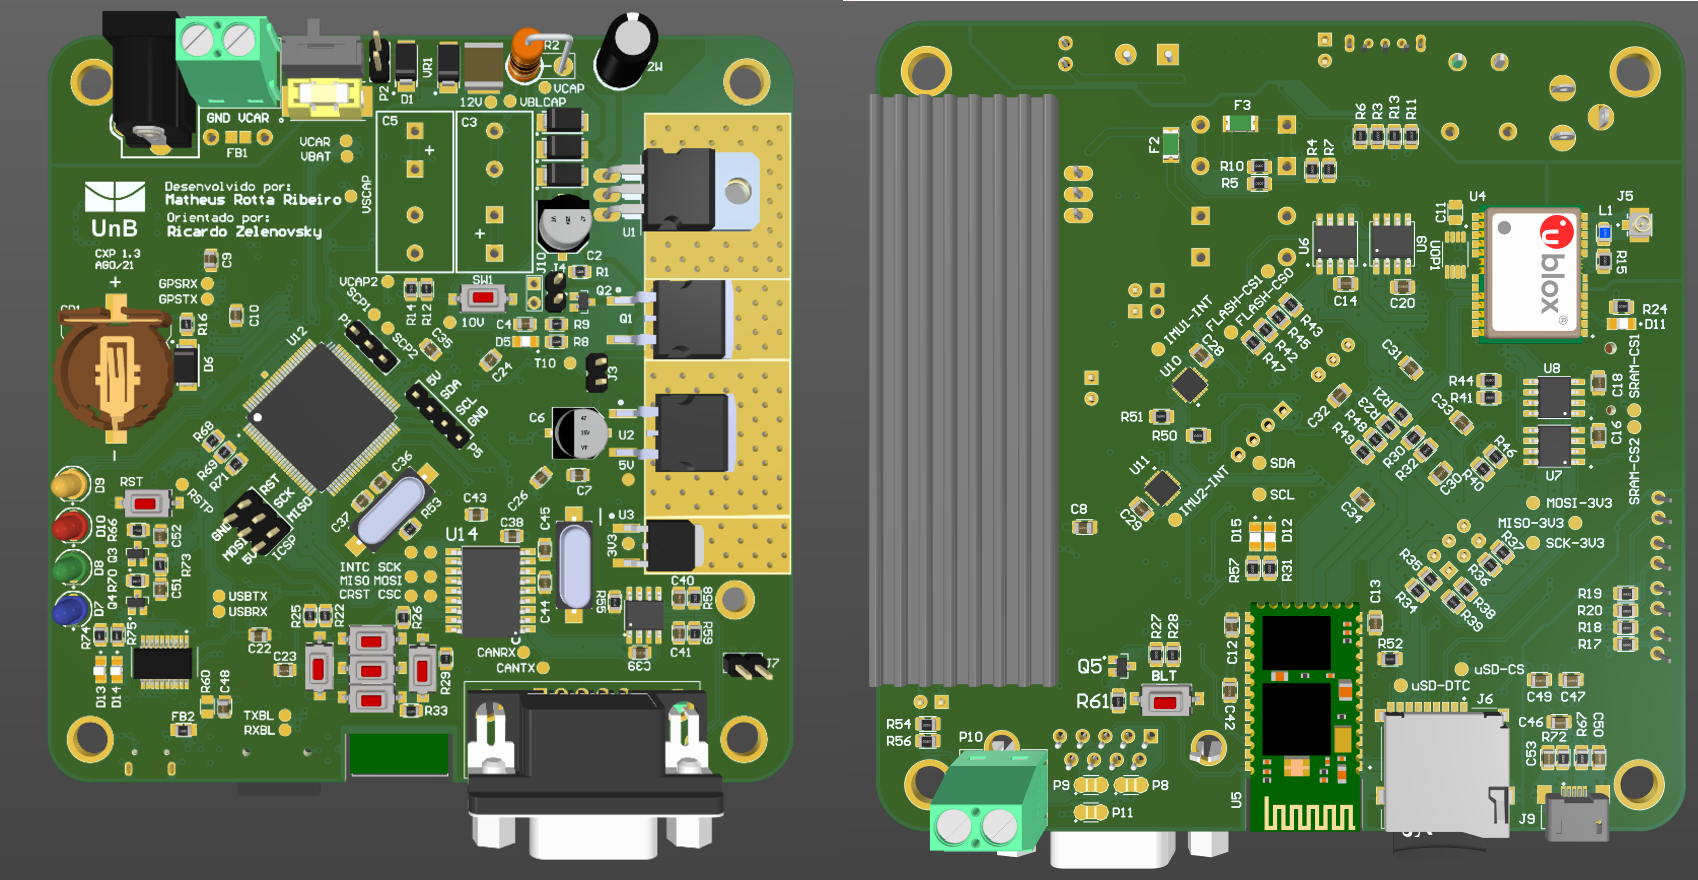 R2
2W
P2
D1
VR1
12V
VCAP
VBLCAP
GND VCAR
FB1
VCAR
VBAT
C5
C3
+
+
VSCAP
U1
UnB
Desenvolvido por:
Matheus Rotta Ribeiro
Orientado por:
Ricardo Zelenovsky
CXP 1.3
AGO/21
+
C9
GPSRX
GPSTX
C10
R16
D6
U12
VCAP2
SCP1
SCP2
P1
R14
R12
SW1
10V
C35
C24
J10
J4
C2
R1
Q2
C4
R9
D5
R8
T10
Q1
J3
5V
SDA
SCL
GND
P5
C6
U2
5V
C7
C26
R68
R69
R71
C36
C37
R53
RST
RSTP
D9
D10
D8
D7
R66
Q3
R70
Q4
C52
R73
C51
R74
R75
RST
SCK
MISO
GND
MOSI
5V
ICSP
C43
U14
C38
C45
C44
U3
3V3
INTC SCK
MISO MOSI
CRST CSC
USBTX
USBRX
R25
R22
R26
C22
C23
R29
R33
R55
C40
R58
R59
C41
C39
CANRX
CANTX
J7
D13
D14
R60
C48
FB2
TXBL
RXBL
F3
F2
R10
R5
R4
R7
R6
R3
R13
R11
U4
C11
J5
L1
R15
U6
U9
UOP1
C14
C20
ublox
®
R24
D11
SRAM-CS1
IMU1-INT
FLASH-CS1
FLASH-CS0
R43
R45
R42
R47
U10
C28
C31
R44
R41
U8
C18
C16
U7
SRAM-CS2
R51
R50
C32
R21
R23
R48
R49
R30
R32
C33
R46
R40
C30
U11
C29
IMU2-INT
SDA
SCL
C34
C8
D15
D12
R57
R31
MOSI-3V3
MISO-3V3
SCK-3V3
R35
R34
R37
R36
R38
R39
R19
R20
R18
R17
C13
R52
C12
R27
R28
Q5
BLT
R61
C42
uSD-CS
uSD-DTC
J6
C49
C47
C46
R72
R67
C50
C53
R54
R56
P10
P9
P8
P11
U5
J9